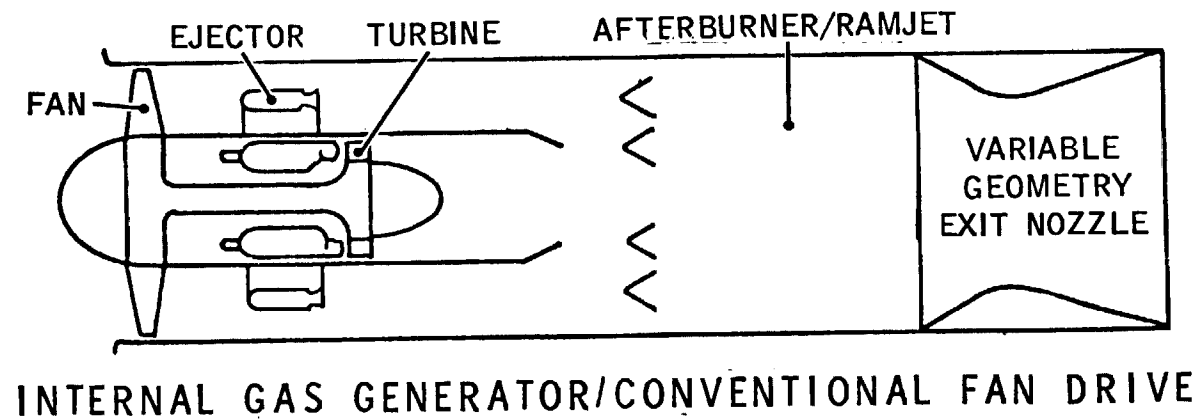 EJECTOR
TURBINE
AFTERBURNER/RAMJET
FAN
VARIABLE
GEOMETRY
EXIT NOZZLE
INTERNAL GAS GENERATOR/CONVENTIONAL FAN DRIVE